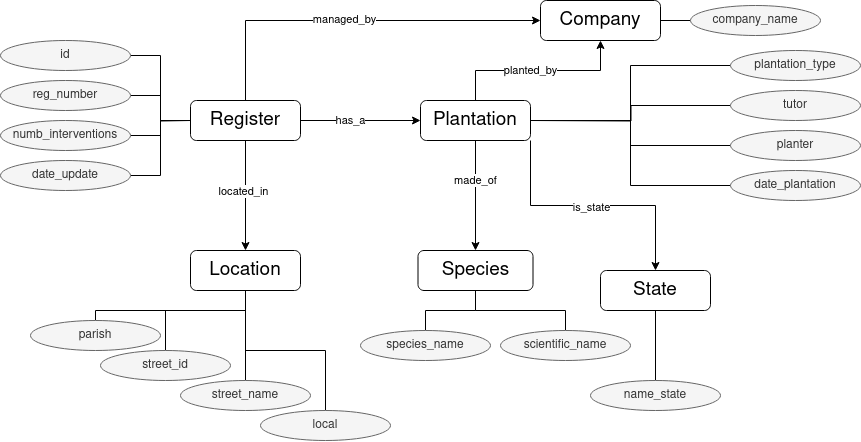 managed_by
Company
company_name
id
plantation_type
planted_by
reg_number
tutor
Register
has_a
Plantation
numb_interventions
planter
date_update
made_of
date_plantation
located_in
is_state
Location
Species
State
parish
species_name
scientific_name
street_id
street_name
name_state
local